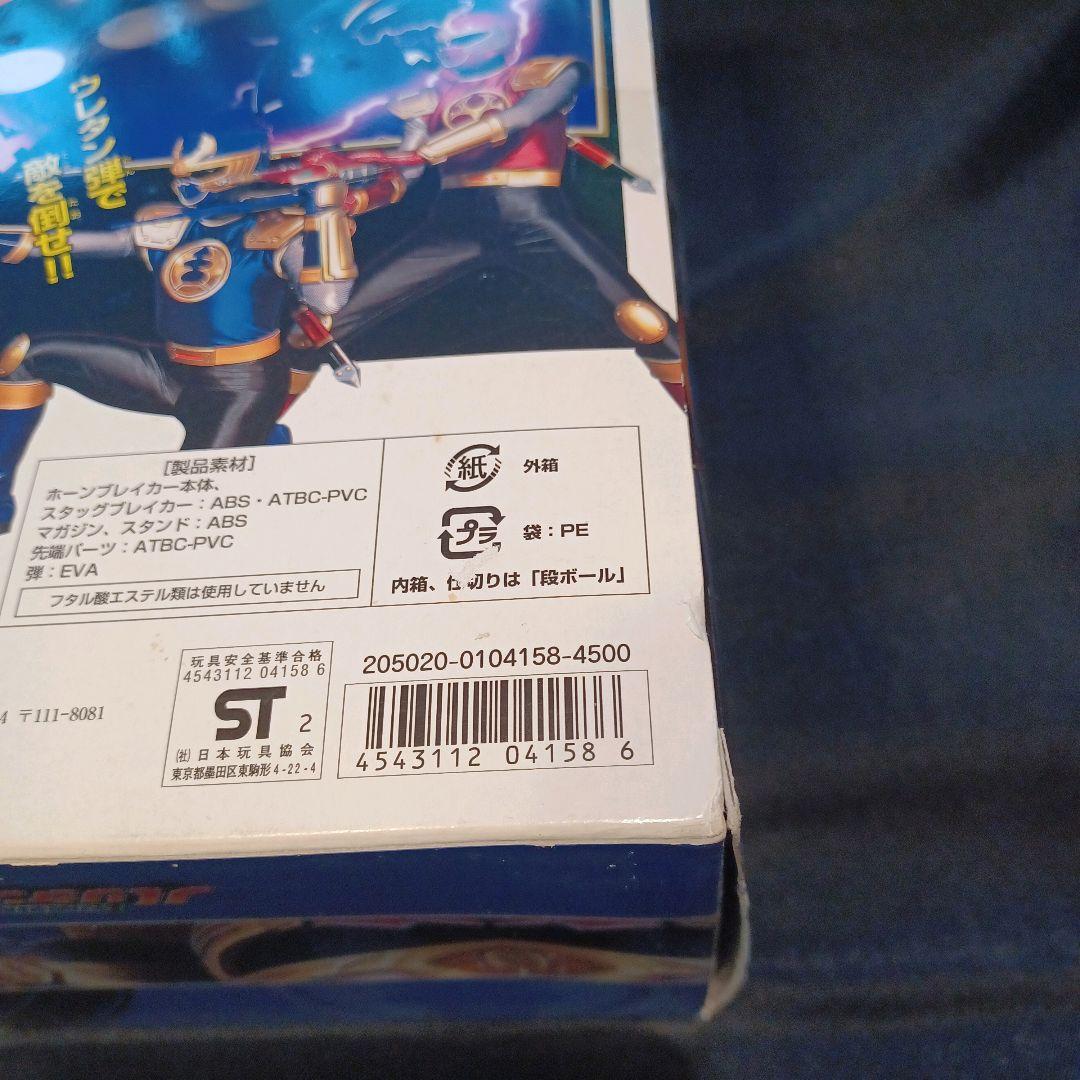 ウレタン弾で
敵を倒せ!!
[製品素材]
ホーンブレイカー本体、
スタッグブレイカー：ABS・ATBC-PVC
マガジン、スタンド：ABS
先端パーツ：ATBC-PVC
弾：EVA
フタル酸エステル類は使用していません
紙 外箱
プラ 袋：PE
内箱、仕切りは「段ボール」
4 〒111-8081
玩具安全基準合格
4543112 04158 6
ST 2
(社)日本玩具協会
東京都墨田区東駒形4-22-4
205020-0104158-4500
4543112 04158 6